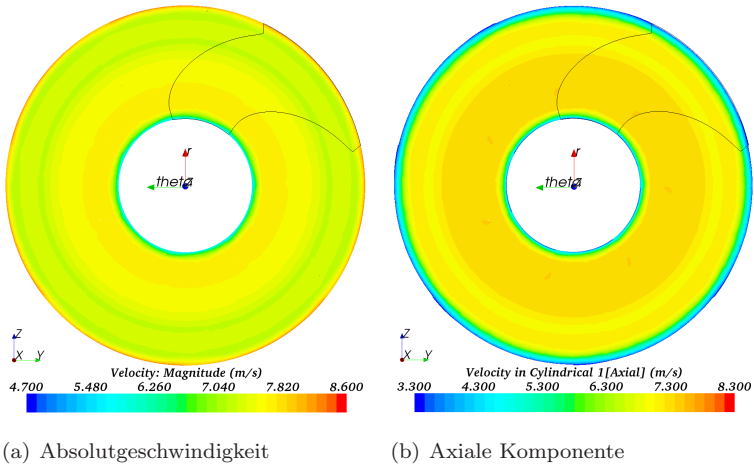 r
theta
Z
X Y
Velocity: Magnitude (m/s)
4.700 5.480 6.260 7.040 7.820 8.600
(a) Absolutgeschwindigkeit
r
theta
Z
X Y
Velocity in Cylindrical 1[Axial] (m/s)
3.300 4.300 5.300 6.300 7.300 8.300
(b) Axiale Komponente